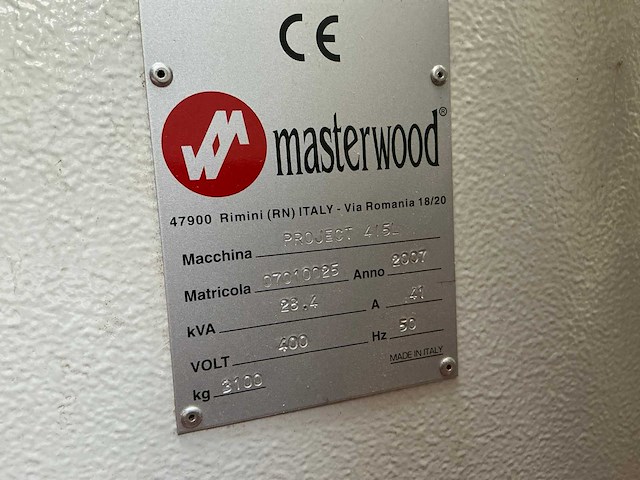 CE
masterwood®
47900 Rimini (RN) ITALY - Via Romania 18/20
Macchina PROJECT 415L
Matricola 07010025 Anno 2007
kVA 28.4 A 41
VOLT 400 Hz 50
kg 3100 MADE IN ITALY